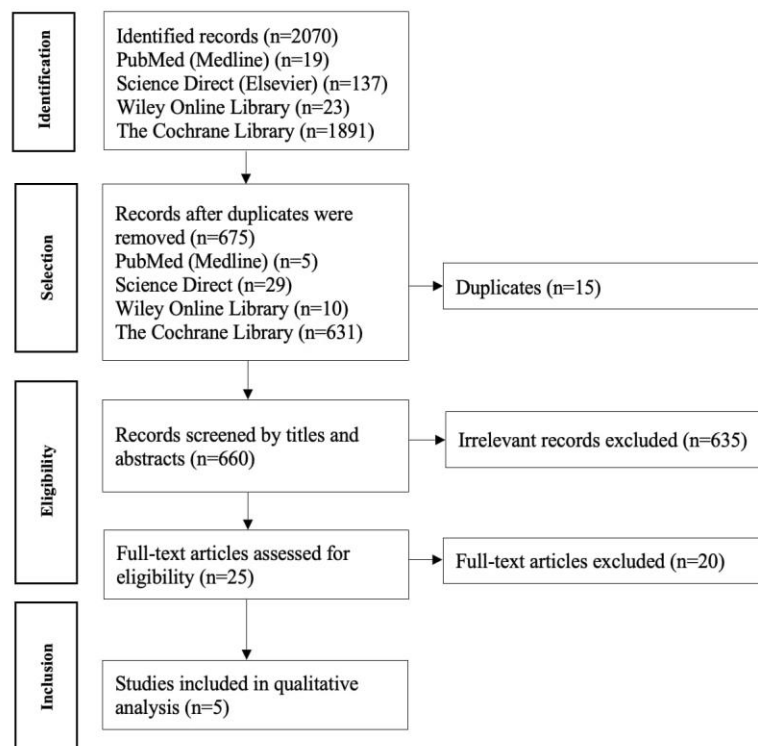 Identification
Identified records (n=2070)
PubMed (Medline) (n=19)
Science Direct (Elsevier) (n=137)
Wiley Online Library (n=23)
The Cochrane Library (n=1891)
Selection
Records after duplicates were
removed (n=675)
PubMed (Medline) (n=5)
Science Direct (n=29)
Wiley Online Library (n=10)
The Cochrane Library (n=631)
Duplicates (n=15)
Eligibility
Records screened by titles and
abstracts (n=660)
Irrelevant records excluded (n=635)
Full-text articles assessed for
eligibility (n=25)
Full-text articles excluded (n=20)
Inclusion
Studies included in qualitative
analysis (n=5)